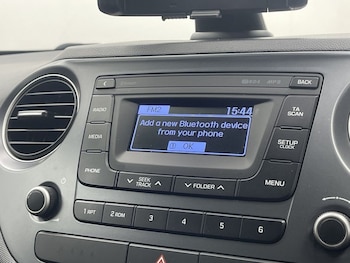 BACK
RADIO
MEDIA
PHONE
FM2
15:44
Add a new Bluetooth device
from your phone
OK
TA
SCAN
SETUP
CLOCK
MENU
SEEK
TRACK
FOLDER
1 RPT
2 RDM
3
4
5
6